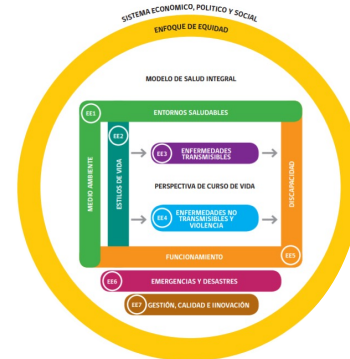 SISTEMA ECONOMICO, POLITICO Y SOCIAL
ENFOQUE DE EQUIDAD
MODELO DE SALUD INTEGRAL
EE1
ENTORNOS SALUDABLES
MEDIO AMBIENTE
EE2
ESTILOS DE VIDA
EE3
ENFERMEDADES
TRANSMISIBLES
PERSPECTIVA DE CURSO DE VIDA
EE4
ENFERMEDADES NO
TRANSMISIBLES Y
VIOLENCIA
DISCAPACIDAD
FUNCIONAMIENTO
EE5
EE6
EMERGENCIAS Y DESASTRES
EE7
GESTIÓN, CALIDAD E INNOVACIÓN